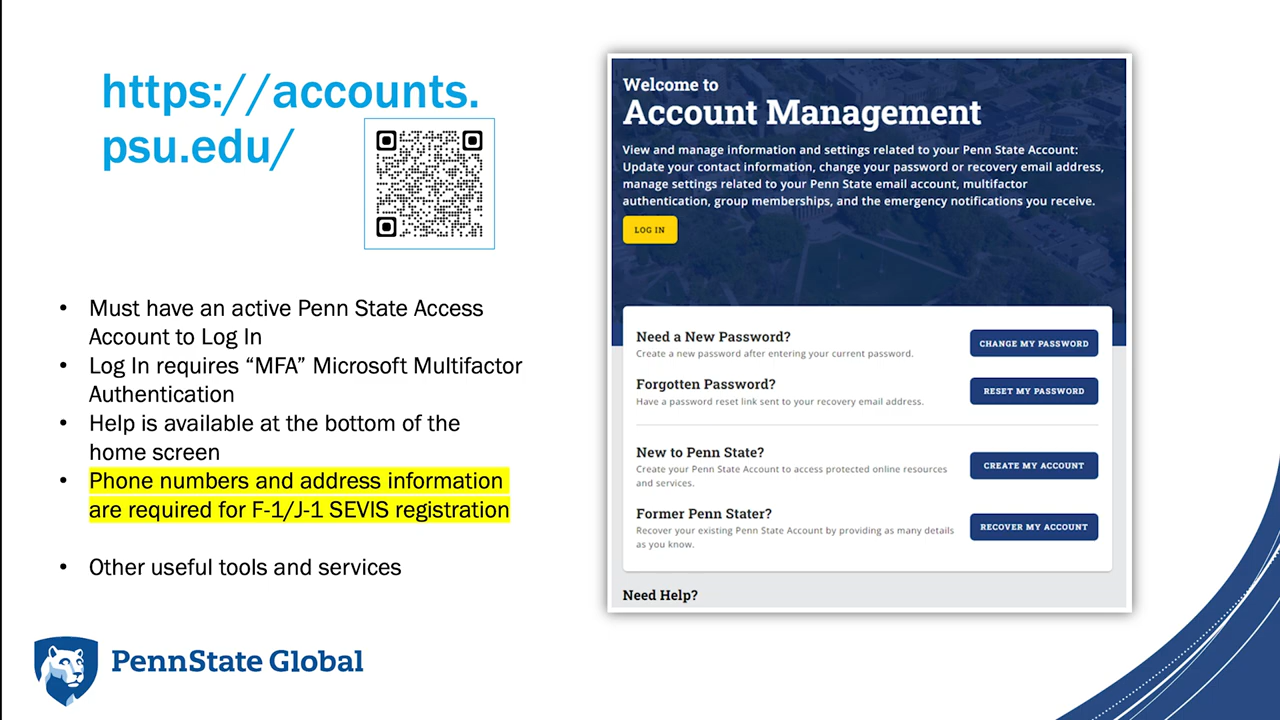 https://accounts.
psu.edu/
• Must have an active Penn State Access
Account to Log In
• Log In requires “MFA” Microsoft Multifactor
Authentication
• Help is available at the bottom of the
home screen
• Phone numbers and address information
are required for F-1/J-1 SEVIS registration
• Other useful tools and services
PennState Global
Welcome to
Account Management
View and manage information and settings related to your Penn State Account:
Update your contact information, change your password or recovery email address,
manage settings related to your Penn State email account, multifactor
authentication, group memberships, and the emergency notifications you receive.
LOG IN
Need a New Password?
Create a new password after entering your current password.
CHANGE MY PASSWORD
Forgotten Password?
Have a password reset link sent to your recovery email address.
RESET MY PASSWORD
New to Penn State?
Create your Penn State Account to access protected online resources
and services.
CREATE MY ACCOUNT
Former Penn Stater?
Recover your existing Penn State Account by providing as many details
as you know.
RECOVER MY ACCOUNT
Need Help?